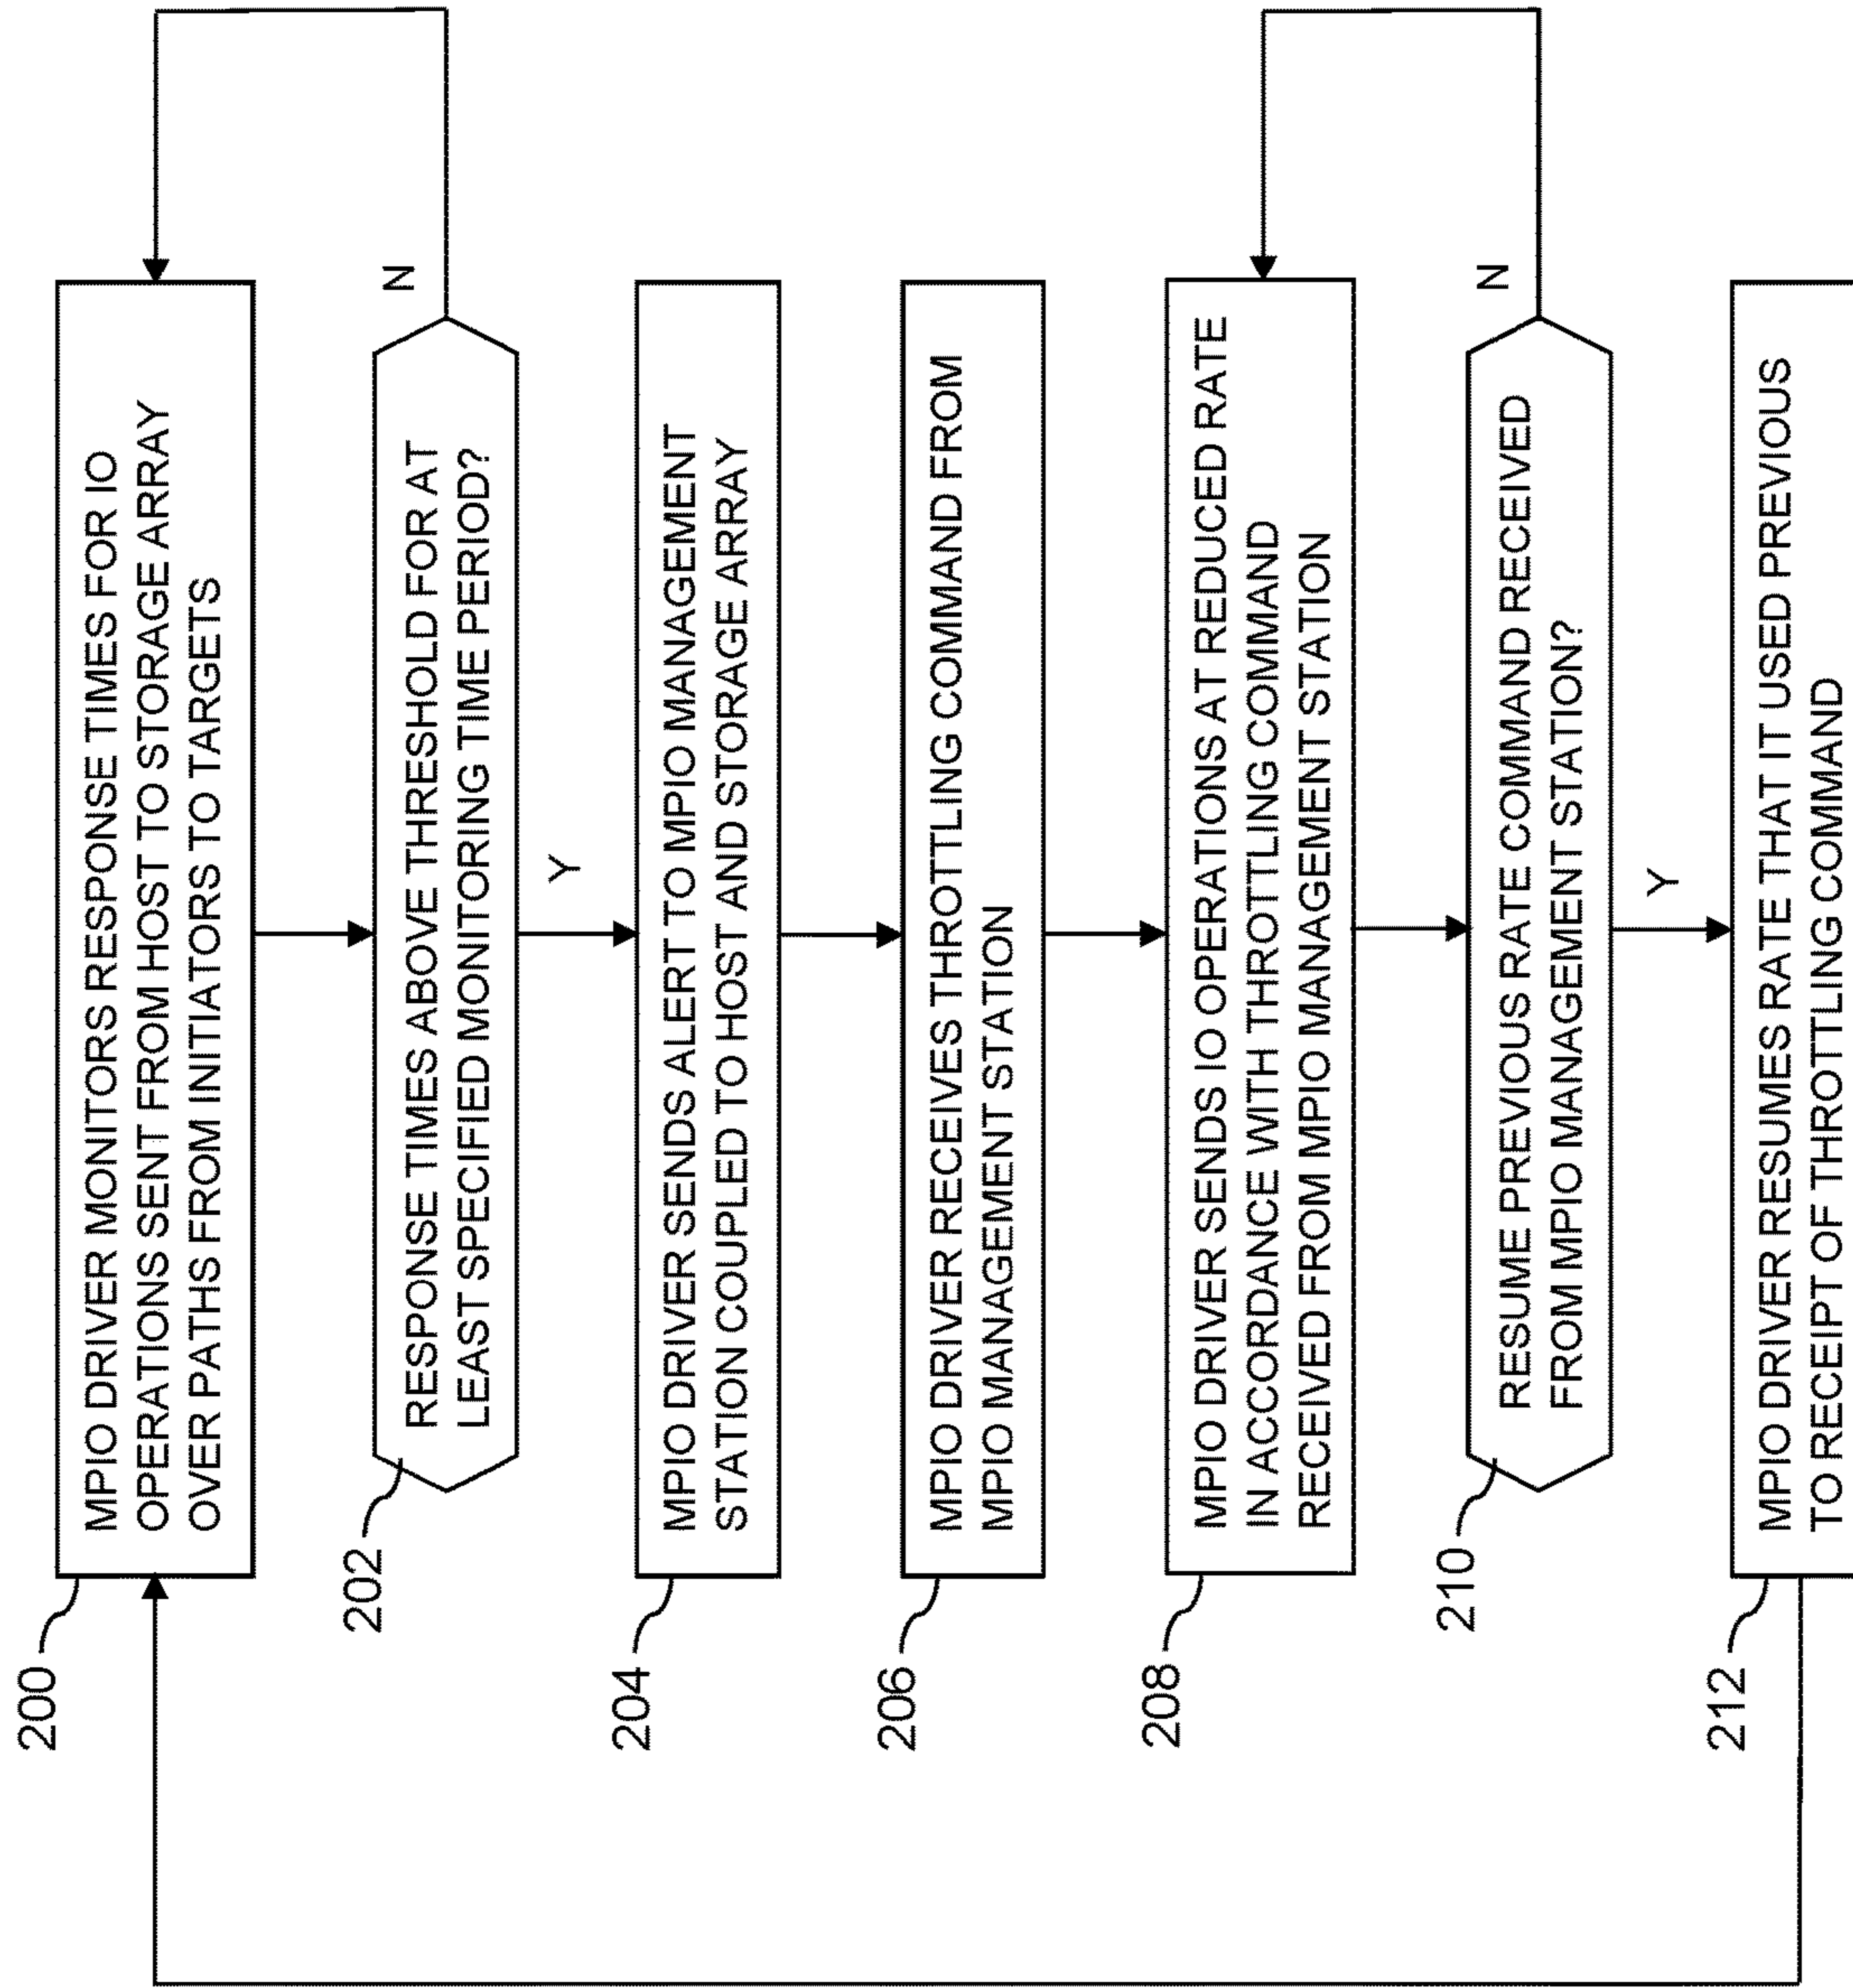 200
MPIO DRIVER MONITORS RESPONSE TIMES FOR IO
OPERATIONS SENT FROM HOST TO STORAGE ARRAY
OVER PATHS FROM INITIATORS TO TARGETS
202
RESPONSE TIMES ABOVE THRESHOLD FOR AT
LEAST SPECIFIED MONITORING TIME PERIOD?
N
Y
204
MPIO DRIVER SENDS ALERT TO MPIO MANAGEMENT
STATION COUPLED TO HOST AND STORAGE ARRAY
206
MPIO DRIVER RECEIVES THROTTLING COMMAND FROM
MPIO MANAGEMENT STATION
208
MPIO DRIVER SENDS IO OPERATIONS AT REDUCED RATE
IN ACCORDANCE WITH THROTTLING COMMAND
RECEIVED FROM MPIO MANAGEMENT STATION
210
RESUME PREVIOUS RATE COMMAND RECEIVED
FROM MPIO MANAGEMENT STATION?
N
Y
212
MPIO DRIVER RESUMES RATE THAT IT USED PREVIOUS
TO RECEIPT OF THROTTLING COMMAND